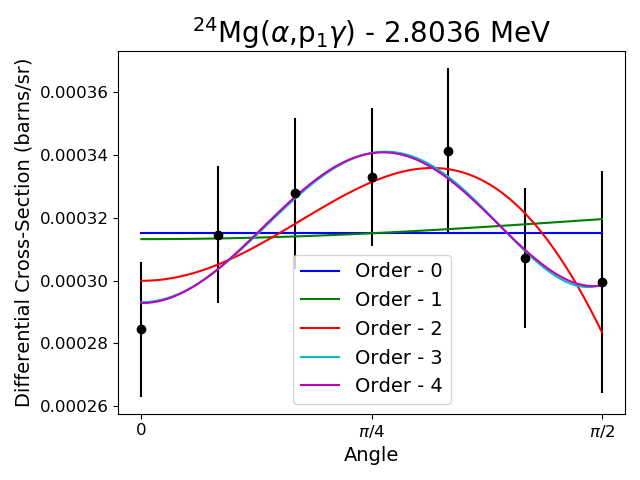 ²⁴Mg(α,p₁γ) - 2.8036 MeV
Differential Cross-Section (barns/sr)
0.00036
0.00034
0.00032
0.00030
0.00028
0.00026
Order - 0
Order - 1
Order - 2
Order - 3
Order - 4
0
π/4
π/2
Angle